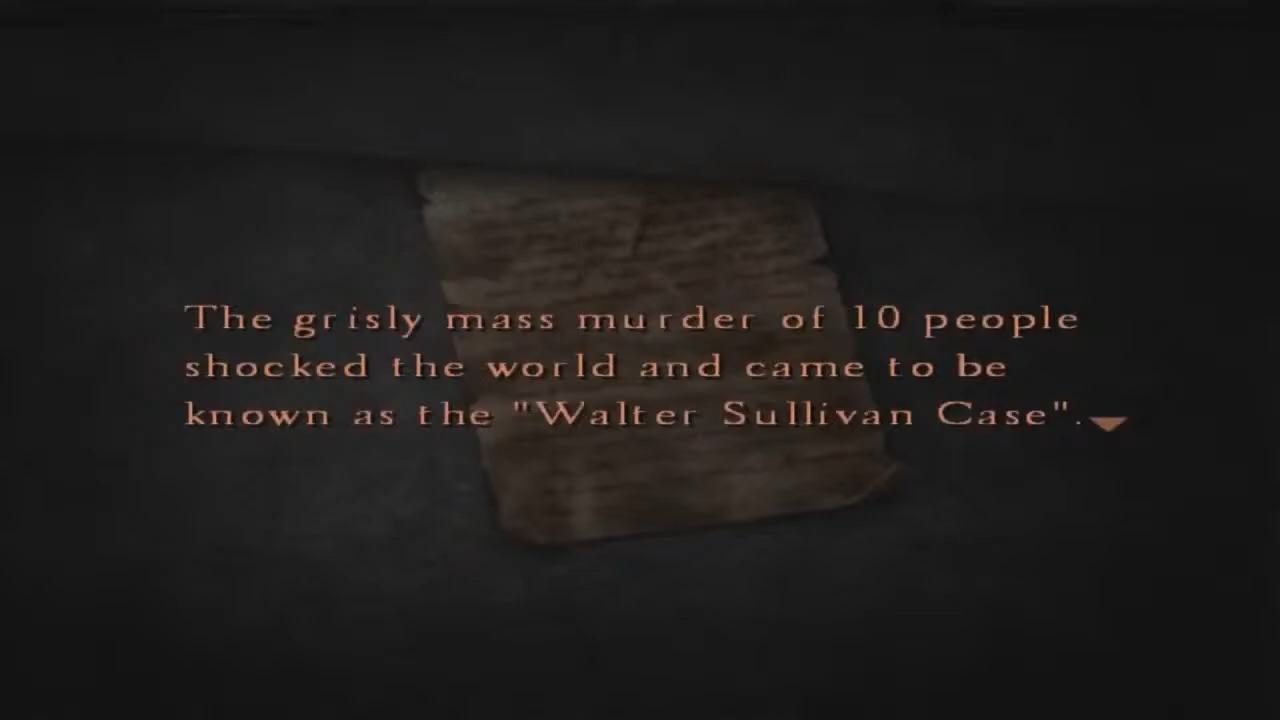 The grisly mass murder of 10 people
shocked the world and came to be
known as the "Walter Sullivan Case".